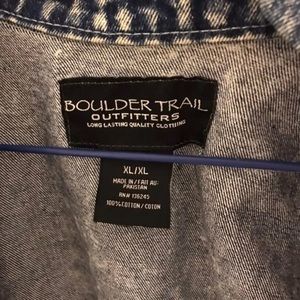 BOULDER TRAIL
OUTFITTERS
LONG LASTING QUALITY CLOTHING
XL/XL
MADE IN / FAIT AU
PAKISTAN
RN# 136245
100% COTTON / COTON